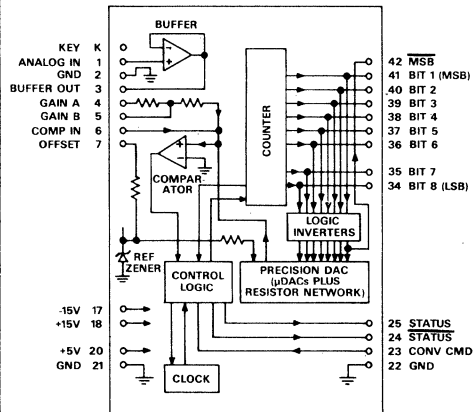 BUFFER
KEY K
ANALOG IN 1
GND 2
BUFFER OUT 3
GAIN A 4
GAIN B 5
COMP IN 6
OFFSET 7
COMPAR-
ATOR
COUNTER
42 MSB
41 BIT 1 (MSB)
40 BIT 2
39 BIT 3
38 BIT 4
37 BIT 5
36 BIT 6
35 BIT 7
34 BIT 8 (LSB)
LOGIC
INVERTERS
REF
ZENER
CONTROL
LOGIC
PRECISION DAC
(μDACs PLUS
RESISTOR NETWORK)
-15V 17
+15V 18
+5V 20
GND 21
CLOCK
25 STATUS
24 STATUS
23 CONV CMD
22 GND